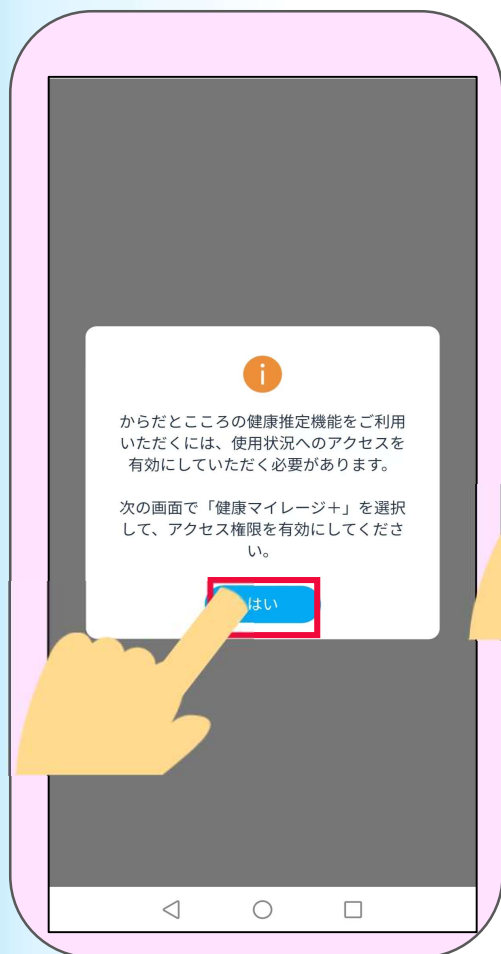 i
からだとこころの健康推定機能をご利用
いただくには、使用状況へのアクセスを
有効にしていただく必要があります。
次の画面で「健康マイレージ＋」を選択
して、アクセス権限を有効にしてくださ
い。
はい